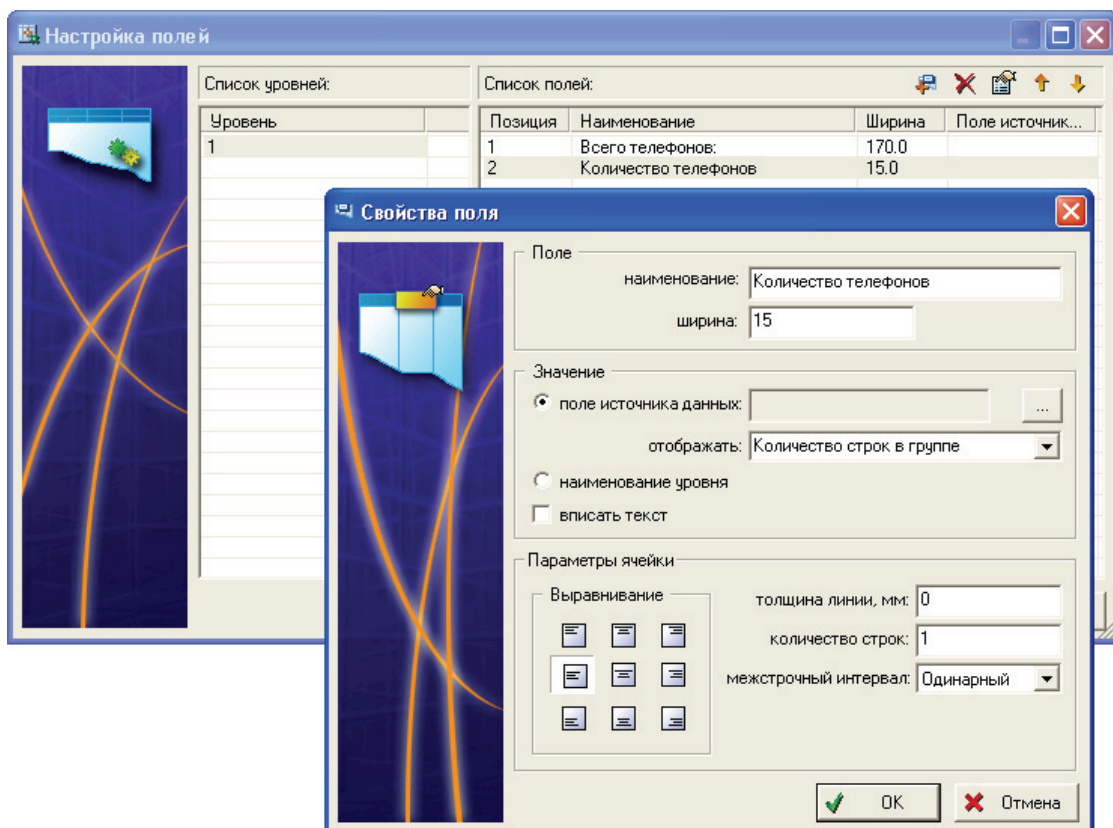 Настройка полей
Список уровней:
Список полей:
Уровень
Позиция Наименование Ширина Поле источник...
1
1 Всего телефонов: 170.0
2 Количество телефонов 15.0
Свойства поля
Поле
наименование: Количество телефонов
ширина: 15
Значение
поле источника данных: ...
отображать: Количество строк в группе
наименование уровня
вписать текст
Параметры ячейки
Выравнивание
толщина линии, мм: 0
количество строк: 1
межстрочный интервал: Одинарный
OK Отмена